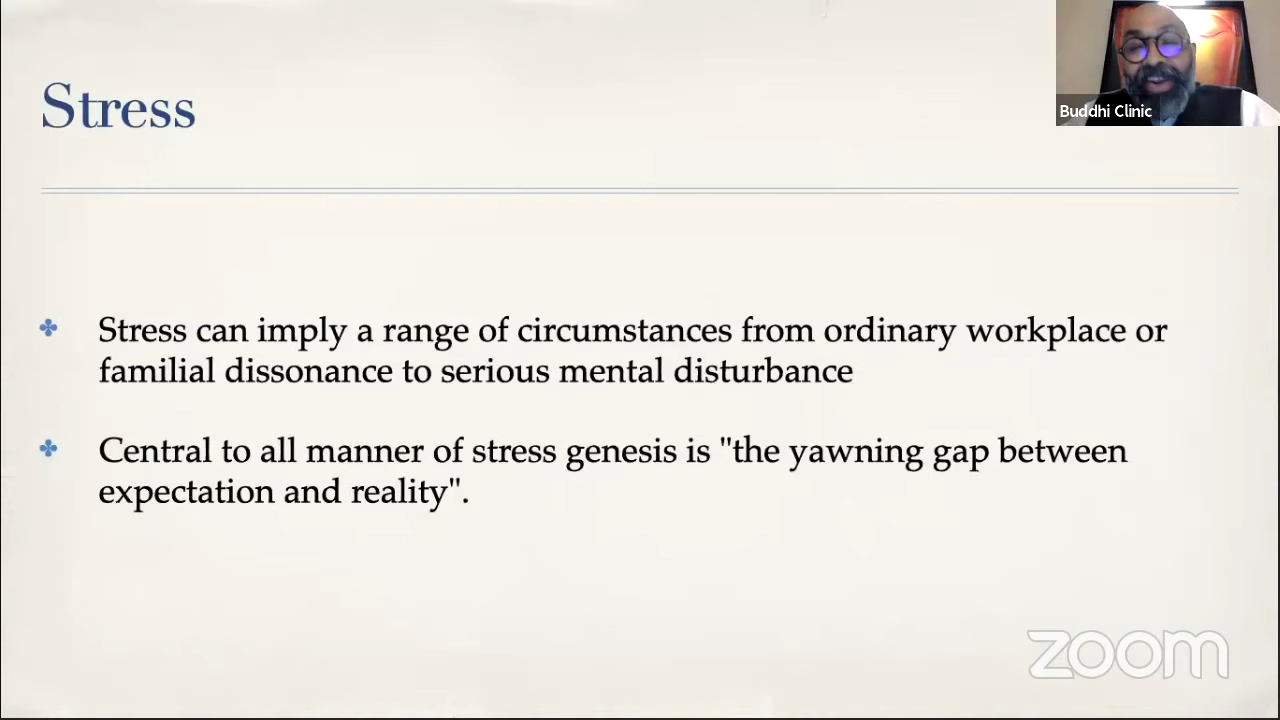 Stress
Buddhi Clinic
Stress can imply a range of circumstances from ordinary workplace or
familial dissonance to serious mental disturbance
Central to all manner of stress genesis is "the yawning gap between
expectation and reality".
zoom